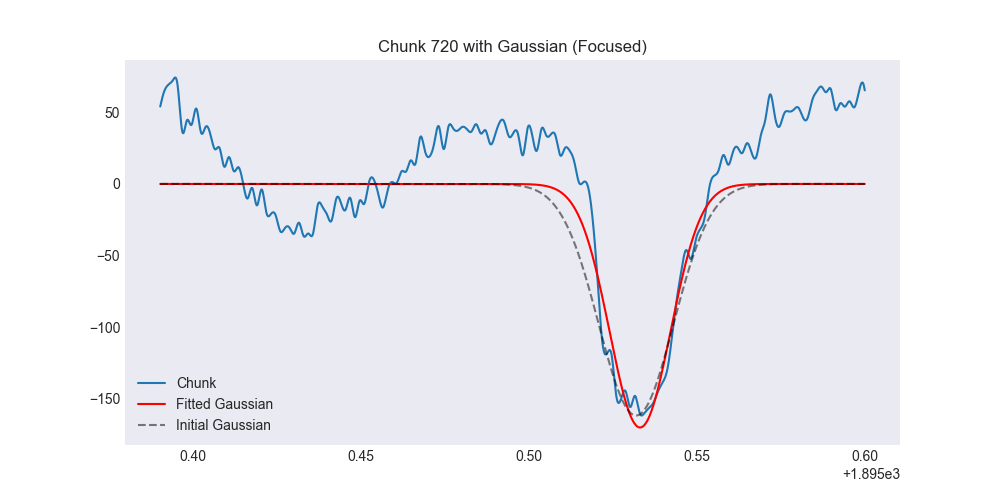 Chunk 720 with Gaussian (Focused)
50
0
−50
−100
−150
Chunk
Fitted Gaussian
Initial Gaussian
0.40 0.45 0.50 0.55 0.60
+1.895e3